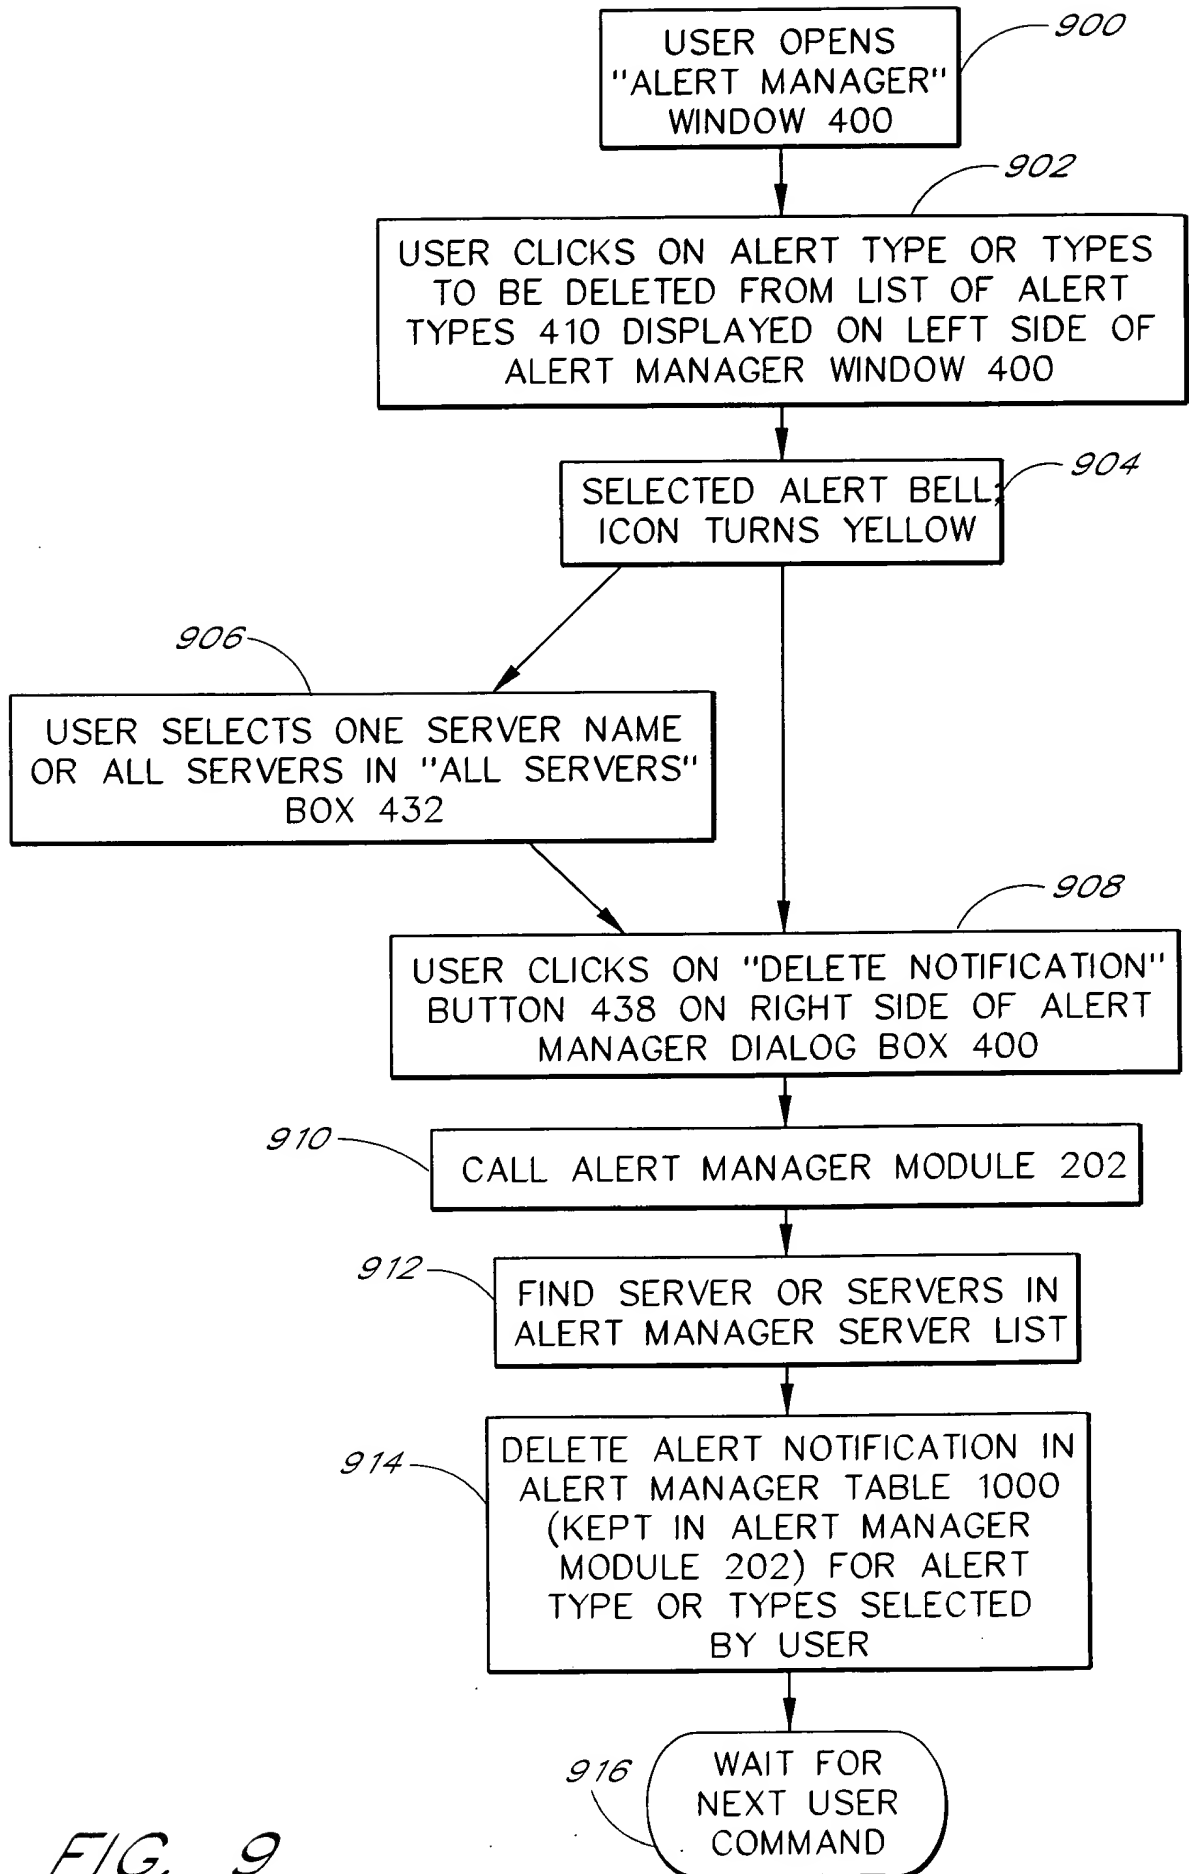 900
USER OPENS
"ALERT MANAGER"
WINDOW 400
902
USER CLICKS ON ALERT TYPE OR TYPES
TO BE DELETED FROM LIST OF ALERT
TYPES 410 DISPLAYED ON LEFT SIDE OF
ALERT MANAGER WINDOW 400
904
SELECTED ALERT BELL
ICON TURNS YELLOW
906
USER SELECTS ONE SERVER NAME
OR ALL SERVERS IN "ALL SERVERS"
BOX 432
908
USER CLICKS ON "DELETE NOTIFICATION"
BUTTON 438 ON RIGHT SIDE OF ALERT
MANAGER DIALOG BOX 400
910
CALL ALERT MANAGER MODULE 202
912
FIND SERVER OR SERVERS IN
ALERT MANAGER SERVER LIST
914
DELETE ALERT NOTIFICATION IN
ALERT MANAGER TABLE 1000
(KEPT IN ALERT MANAGER
MODULE 202) FOR ALERT
TYPE OR TYPES SELECTED
BY USER
916
WAIT FOR
NEXT USER
COMMAND
FIG. 9